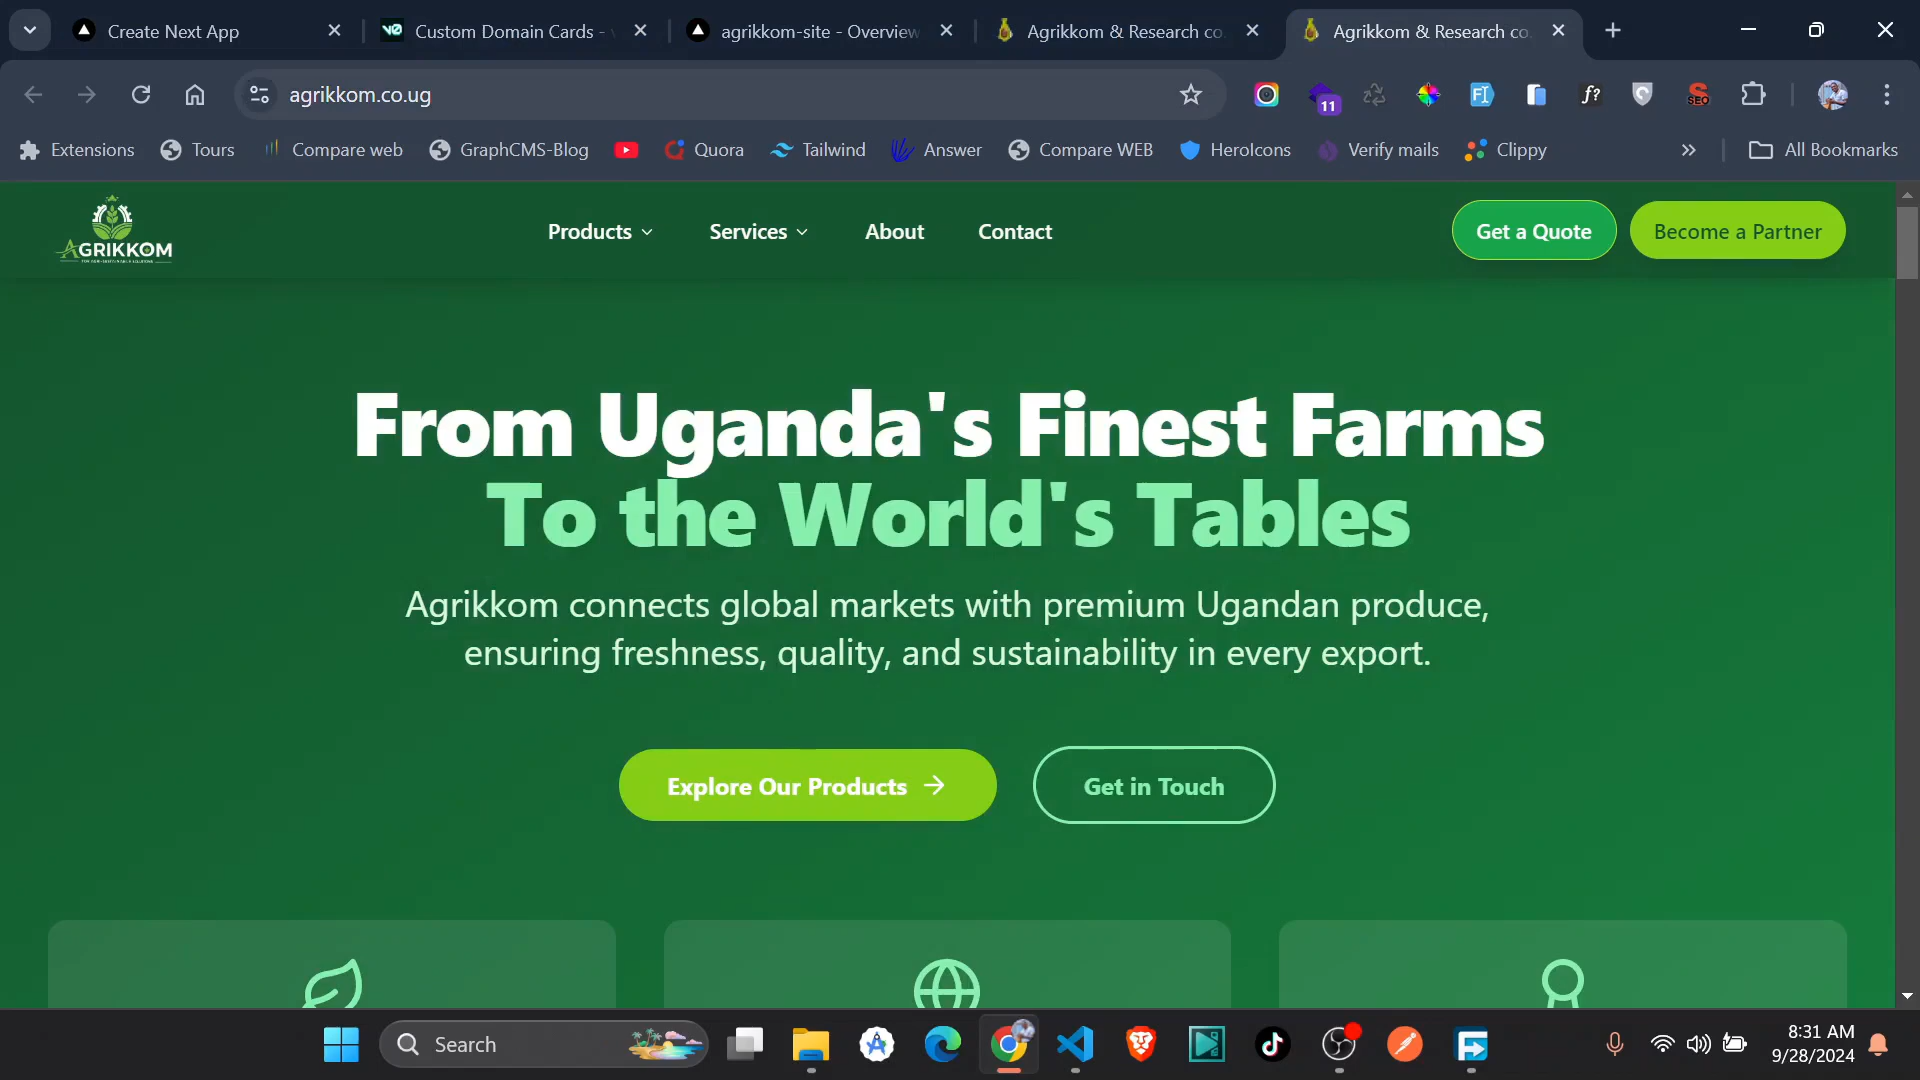 Create Next App
Custom Domain Cards -
agrikkom-site - Overview
Agrikkom & Research co.
Agrikkom & Research co.
agrikkom.co.ug
11
f?
SEO
Extensions
Tours
Compare web
GraphCMS-Blog
Quora
Tailwind
Answer
Compare WEB
HeroIcons
Verify mails
Clippy
All Bookmarks
AGRIKKOM
Products
Services
About
Contact
Get a Quote
Become a Partner
From Uganda's Finest Farms
To the World's Tables
Agrikkom connects global markets with premium Ugandan produce,
ensuring freshness, quality, and sustainability in every export.
Explore Our Products
Get in Touch
Search
8:31 AM
9/28/2024